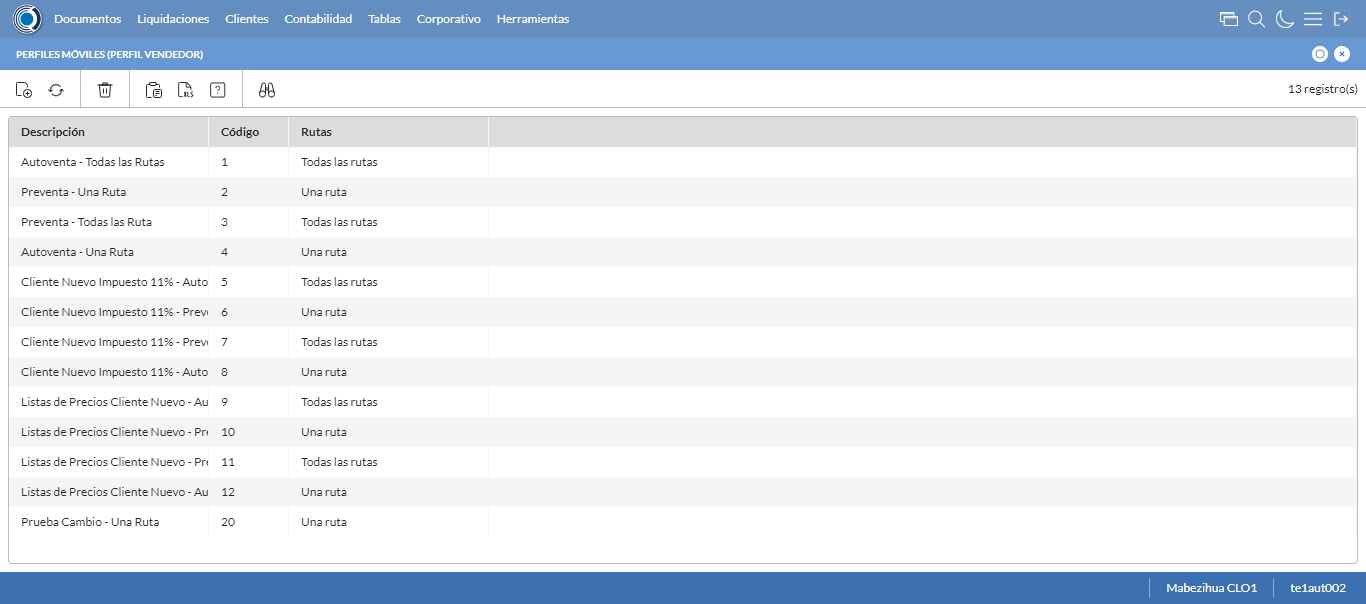 Documentos Liquidaciones Clientes Contabilidad Tablas Corporativo Herramientas
PERFILES MÓVILES (PERFIL VENDEDOR)
XLS ? 13 registro(s)
Descripción Código Rutas
Autoventa - Todas las Rutas 1 Todas las rutas
Preventa - Una Ruta 2 Una ruta
Preventa - Todas las Ruta 3 Todas las rutas
Autoventa - Una Ruta 4 Una ruta
Cliente Nuevo Impuesto 11% - Auto 5 Todas las rutas
Cliente Nuevo Impuesto 11% - Prev 6 Una ruta
Cliente Nuevo Impuesto 11% - Prev 7 Todas las rutas
Cliente Nuevo Impuesto 11% - Auto 8 Una ruta
Listas de Precios Cliente Nuevo - Au 9 Todas las rutas
Listas de Precios Cliente Nuevo - Pre 10 Una ruta
Listas de Precios Cliente Nuevo - Pre 11 Todas las rutas
Listas de Precios Cliente Nuevo - Au 12 Una ruta
Prueba Cambio - Una Ruta 20 Una ruta
Mabezihua CLO1 te1aut002